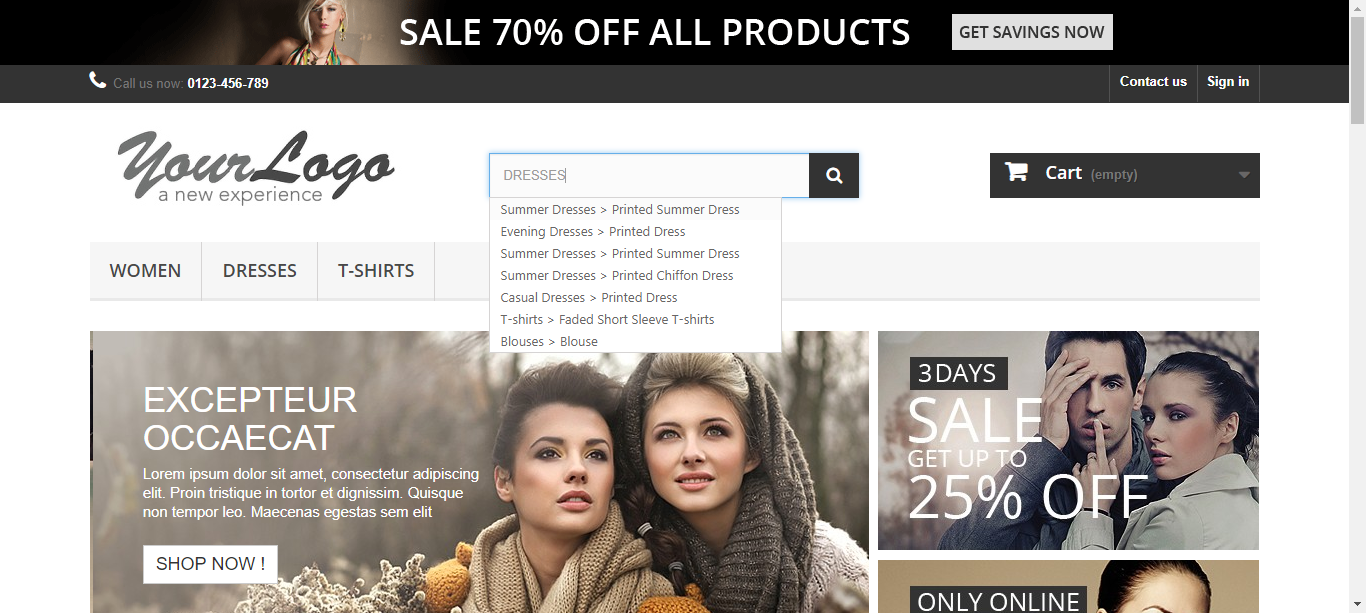 SALE 70% OFF ALL PRODUCTS
GET SAVINGS NOW
Call us now: 0123-456-789
Contact us
Sign in
YourLogo
a new experience
DRESSES
Cart (empty)
Summer Dresses > Printed Summer Dress
Evening Dresses > Printed Dress
Summer Dresses > Printed Summer Dress
Summer Dresses > Printed Chiffon Dress
Casual Dresses > Printed Dress
T-shirts > Faded Short Sleeve T-shirts
Blouses > Blouse
WOMEN
DRESSES
T-SHIRTS
EXCEPTEUR
OCCAECAT
Lorem ipsum dolor sit amet, consectetur adipiscing
elit. Proin tristique in tortor et dignissim. Quisque
non tempor leo. Maecenas egestas sem elit
SHOP NOW !
3 DAYS
SALE
GET UP TO
25% OFF
ONLY ONLINE